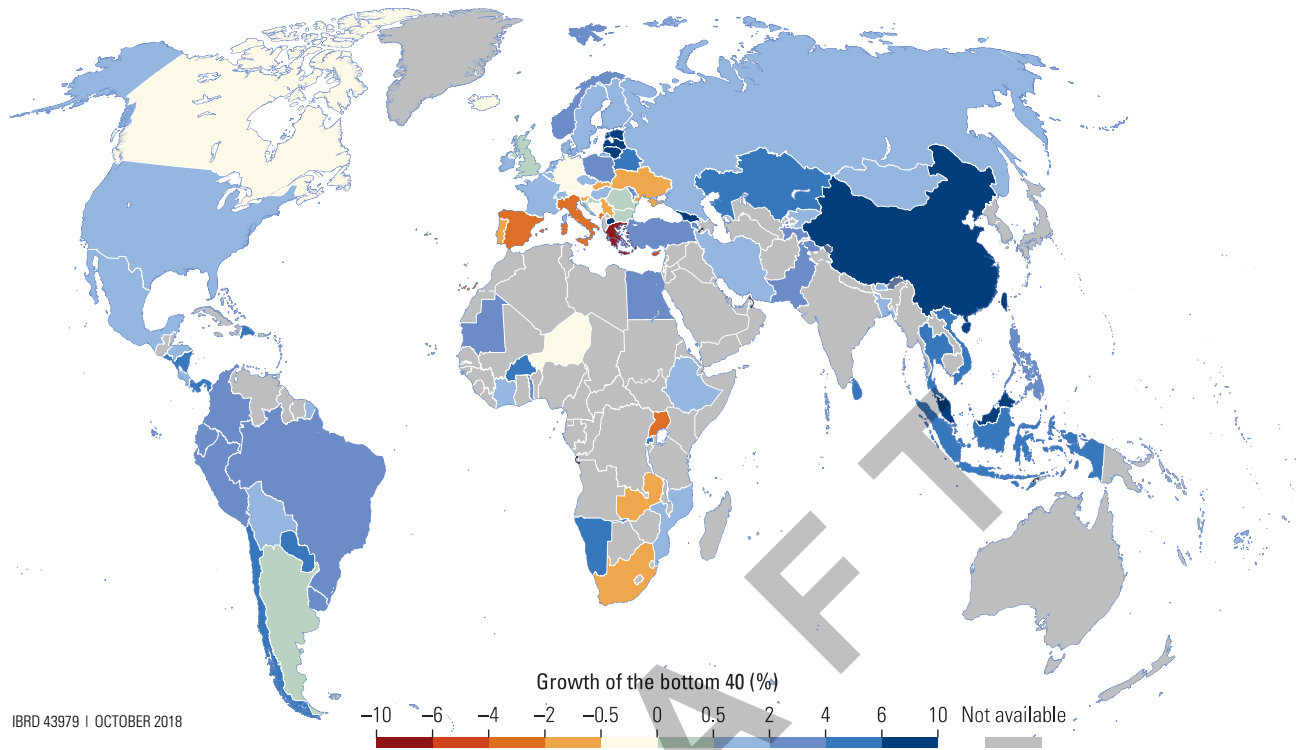 Growth of the bottom 40 (%)
IBRD 43979 | OCTOBER 2018
–10 –6 –4 –2 –0.5 0 0.5 2 4 6 10 Not available
A F T